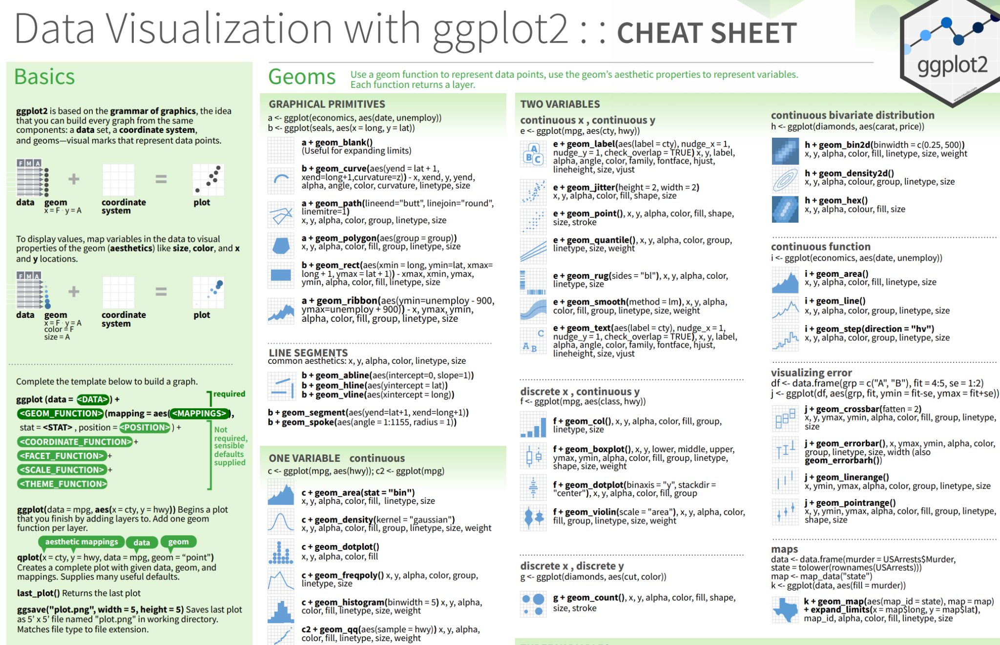 Data Visualization with ggplot2 : : CHEAT SHEET
ggplot2
www.rstudio.com
Basics
ggplot2 is based on the grammar of graphics, the idea
that you can build every graph from the same
components: a data set, a coordinate system,
and geoms—visual marks that represent data points.
F M A
+
=
data
geom
x = F · y = A
coordinate
system
plot
To display values, map variables in the data to visual
properties of the geom (aesthetics) like size, color, and x
and y locations.
F M A
+
=
data
geom
x = F · y = A
color = F
size = A
coordinate
system
plot
Complete the template below to build a graph.
required
ggplot (data = <DATA>) +
<GEOM_FUNCTION>(mapping = aes(<MAPPINGS>),
stat = <STAT> , position = <POSITION>) +
<COORDINATE_FUNCTION>+
<FACET_FUNCTION>+
<SCALE_FUNCTION>+
<THEME_FUNCTION>
Not
required,
sensible
defaults
supplied
ggplot(data = mpg, aes(x = cty, y = hwy)) Begins a plot
that you finish by adding layers to. Add one geom
function per layer.
aesthetic mappings data geom
qplot(x = cty, y = hwy, data = mpg, geom = “point")
Creates a complete plot with given data, geom, and
mappings. Supplies many useful defaults.
last_plot() Returns the last plot
ggsave("plot.png", width = 5, height = 5) Saves last plot
as 5’ x 5’ file named "plot.png" in working directory.
Matches file type to file extension.
Geoms
Use a geom function to represent data points, use the geom’s aesthetic properties to represent variables.
Each function returns a layer.
GRAPHICAL PRIMITIVES
a <- ggplot(economics, aes(date, unemploy))
b <- ggplot(seals, aes(x = long, y = lat))
a + geom_blank()
(Useful for expanding limits)
b + geom_curve(aes(yend = lat + 1,
xend=long+1,curvature=z)) - x, xend, y, yend,
alpha, angle, color, curvature, linetype, size
a + geom_path(lineend="butt", linejoin="round",
linemitre=1)
x, y, alpha, color, group, linetype, size
a + geom_polygon(aes(group = group))
x, y, alpha, color, fill, group, linetype, size
b + geom_rect(aes(xmin = long, ymin=lat, xmax=
long + 1, ymax = lat + 1)) - xmax, xmin, ymax,
ymin, alpha, color, fill, linetype, size
a + geom_ribbon(aes(ymin=unemploy - 900,
ymax=unemploy + 900)) - x, ymax, ymin,
alpha, color, fill, group, linetype, size
LINE SEGMENTS
common aesthetics: x, y, alpha, color, linetype, size
b + geom_abline(aes(intercept=0, slope=1))
b + geom_hline(aes(yintercept = lat))
b + geom_vline(aes(xintercept = long))
b + geom_segment(aes(yend=lat+1, xend=long+1))
b + geom_spoke(aes(angle = 1:1155, radius = 1))
ONE VARIABLE continuous
c <- ggplot(mpg, aes(hwy)); c2 <- ggplot(mpg)
c + geom_area(stat = "bin")
x, y, alpha, color, fill, linetype, size
c + geom_density(kernel = "gaussian")
x, y, alpha, color, fill, group, linetype, size, weight
c + geom_dotplot()
x, y, alpha, color, fill
c + geom_freqpoly() x, y, alpha, color, group,
linetype, size
c + geom_histogram(binwidth = 5) x, y, alpha,
color, fill, linetype, size, weight
c2 + geom_qq(aes(sample = hwy)) x, y, alpha,
color, fill, linetype, size, weight
TWO VARIABLES
continuous x , continuous y
e <- ggplot(mpg, aes(cty, hwy))
A
B C
e + geom_label(aes(label = cty), nudge_x = 1,
nudge_y = 1, check_overlap = TRUE) x, y, label,
alpha, angle, color, family, fontface, hjust,
lineheight, size, vjust
e + geom_jitter(height = 2, width = 2)
x, y, alpha, color, fill, shape, size
e + geom_point(), x, y, alpha, color, fill, shape,
size, stroke
e + geom_quantile(), x, y, alpha, color, group,
linetype, size, weight
e + geom_rug(sides = "bl"), x, y, alpha, color,
linetype, size
e + geom_smooth(method = lm), x, y, alpha,
color, fill, group, linetype, size, weight
C
A B
e + geom_text(aes(label = cty), nudge_x = 1,
nudge_y = 1, check_overlap = TRUE), x, y, label,
alpha, angle, color, family, fontface, hjust,
lineheight, size, vjust
discrete x , continuous y
f <- ggplot(mpg, aes(class, hwy))
f + geom_col(), x, y, alpha, color, fill, group,
linetype, size
f + geom_boxplot(), x, y, lower, middle, upper,
ymax, ymin, alpha, color, fill, group, linetype,
shape, size, weight
f + geom_dotplot(binaxis = "y", stackdir =
"center"), x, y, alpha, color, fill, group
f + geom_violin(scale = "area"), x, y, alpha, color,
fill, group, linetype, size, weight
discrete x , discrete y
g <- ggplot(diamonds, aes(cut, color))
g + geom_count(), x, y, alpha, color, fill, shape,
size, stroke
continuous bivariate distribution
h <- ggplot(diamonds, aes(carat, price))
h + geom_bin2d(binwidth = c(0.25, 500))
x, y, alpha, color, fill, linetype, size, weight
h + geom_density2d()
x, y, alpha, colour, group, linetype, size
h + geom_hex()
x, y, alpha, colour, fill, size
continuous function
i <- ggplot(economics, aes(date, unemploy))
i + geom_area()
x, y, alpha, color, fill, linetype, size
i + geom_line()
x, y, alpha, color, group, linetype, size
i + geom_step(direction = "hv")
x, y, alpha, color, group, linetype, size
visualizing error
df <- data.frame(grp = c("A", "B"), fit = 4:5, se = 1:2)
j <- ggplot(df, aes(grp, fit, ymin = fit-se, ymax = fit+se))
j + geom_crossbar(fatten = 2)
x, y, ymax, ymin, alpha, color, fill, group, linetype,
size
j + geom_errorbar(), x, ymax, ymin, alpha, color,
group, linetype, size, width (also
geom_errorbarh())
j + geom_linerange()
x, ymin, ymax, alpha, color, group, linetype, size
j + geom_pointrange()
x, y, ymin, ymax, alpha, color, fill, group, linetype,
shape, size
maps
data <- data.frame(murder = USArrests$Murder,
state = tolower(rownames(USArrests)))
map <- map_data("state")
k <- ggplot(data, aes(fill = murder))
k + geom_map(aes(map_id = state), map = map)
+ expand_limits(x = map$long, y = map$lat),
map_id, alpha, color, fill, linetype, size